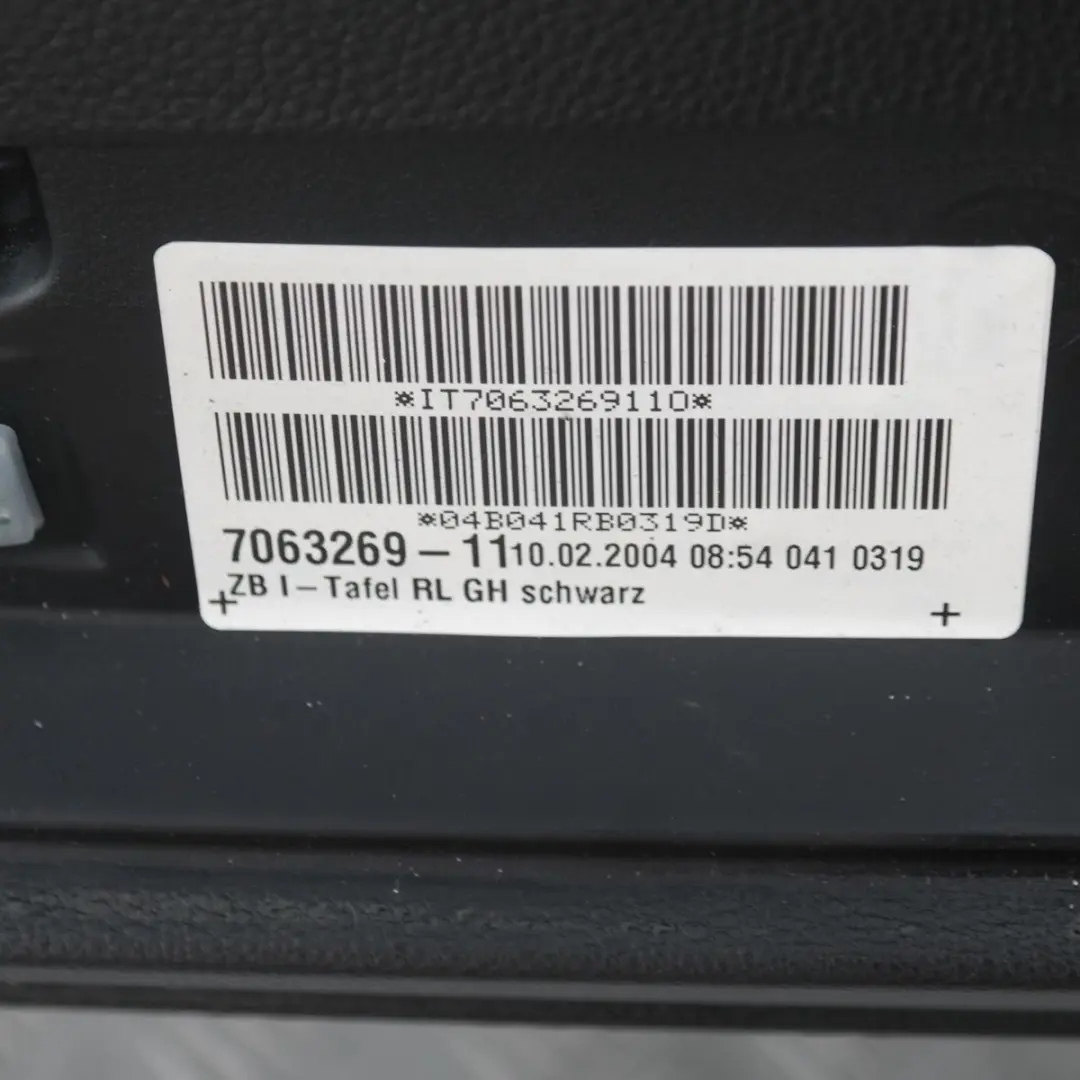 *IT7063269110*
*04B041RB0319D*
7063269-11 10.02.2004 08:54 041 0319
ZB I-Tafel RL GH schwarz